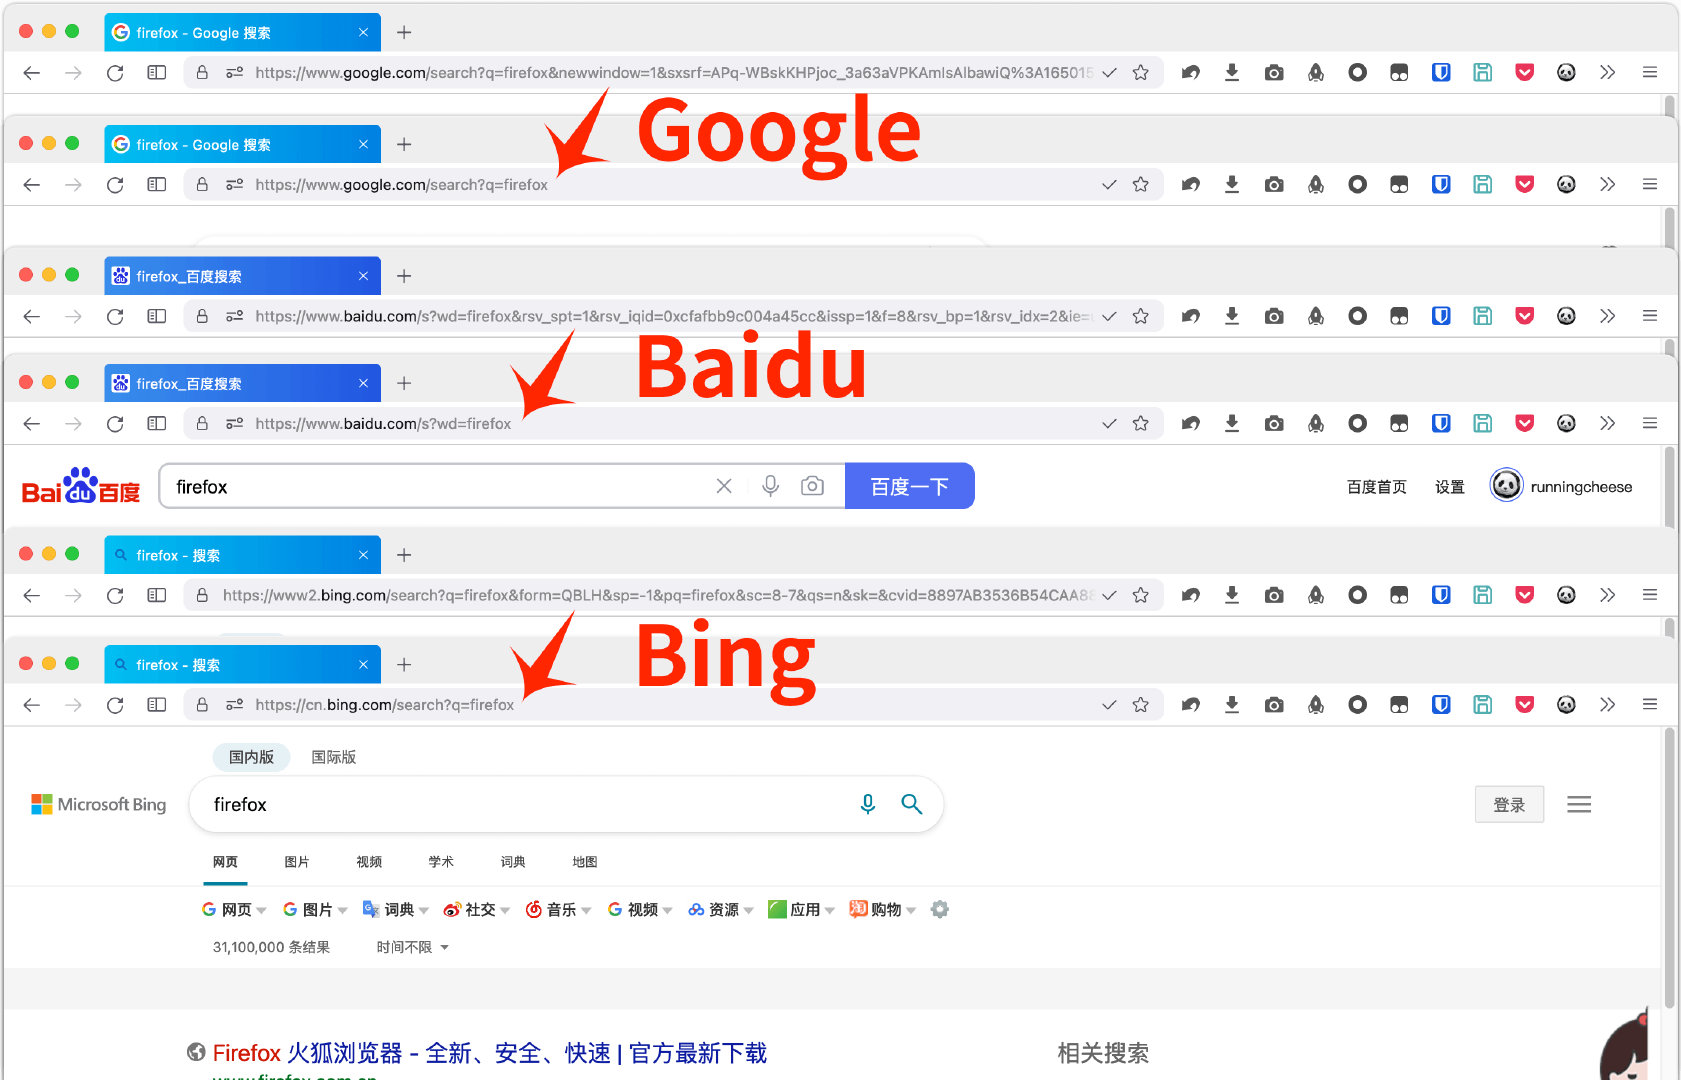 firefox - Google 搜索
https://www.google.com/search?q=firefox&newwindow=1&sxsrf=APq-WBskKHPjoc_3a63aVPKAmIsAIbawiQ%3A165015
Google
firefox - Google 搜索
https://www.google.com/search?q=firefox
firefox_百度搜索
https://www.baidu.com/s?wd=firefox&rsv_spt=1&rsv_iqid=0xcfafbb9c004a45cc&issp=1&f=8&rsv_bp=1&rsv_idx=2&ie=
Baidu
firefox_百度搜索
https://www.baidu.com/s?wd=firefox
Bai du 百度 firefox 百度一下 百度首页 设置 runningcheese
firefox - 搜索
https://www2.bing.com/search?q=firefox&form=QBLH&sp=-1&pq=firefox&sc=8-7&qs=n&sk=&cvid=8897AB3536B54CAA88
Bing
firefox - 搜索
https://cn.bing.com/search?q=firefox
国内版 国际版
Microsoft Bing firefox 登录
网页 图片 视频 学术 词典 地图
网页 图片 词典 社交 音乐 视频 资源 应用 购物
31,100,000 条结果 时间不限
Firefox 火狐浏览器 - 全新、安全、快速 | 官方最新下载 相关搜索
www.firefox.com.cn